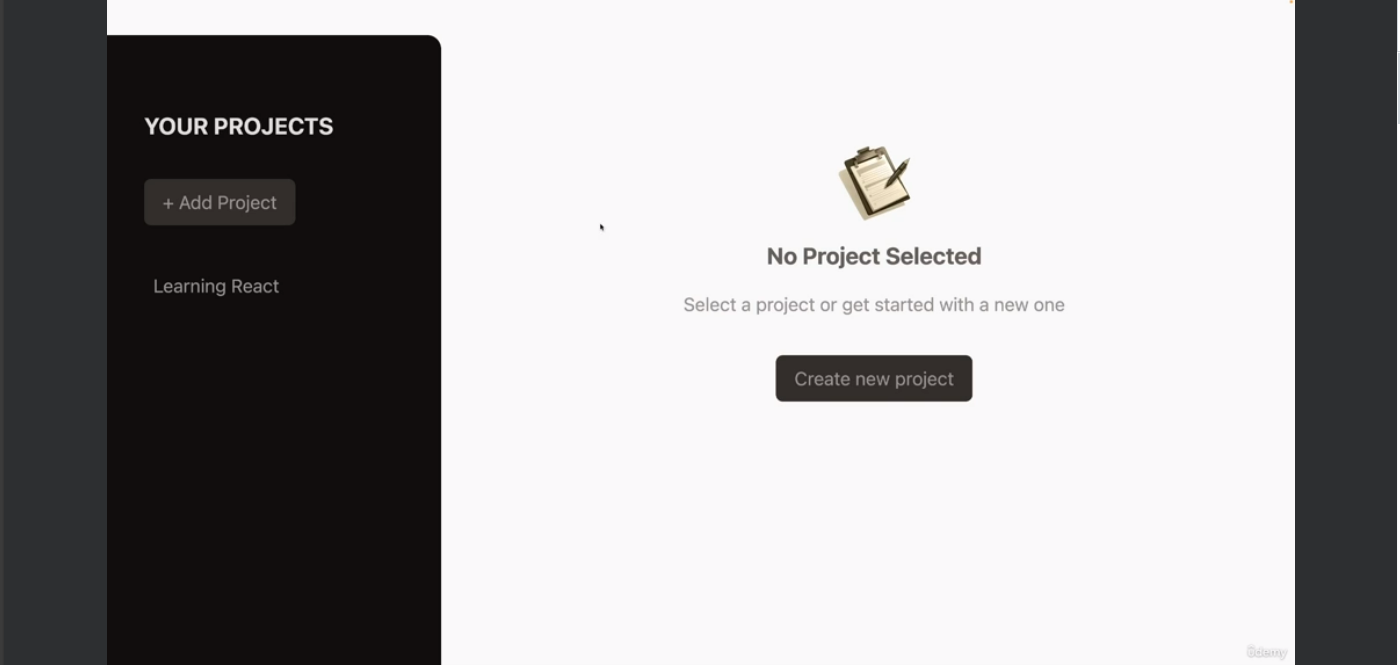 YOUR PROJECTS
+ Add Project
Learning React
No Project Selected
Select a project or get started with a new one
Create new project
ûdemy